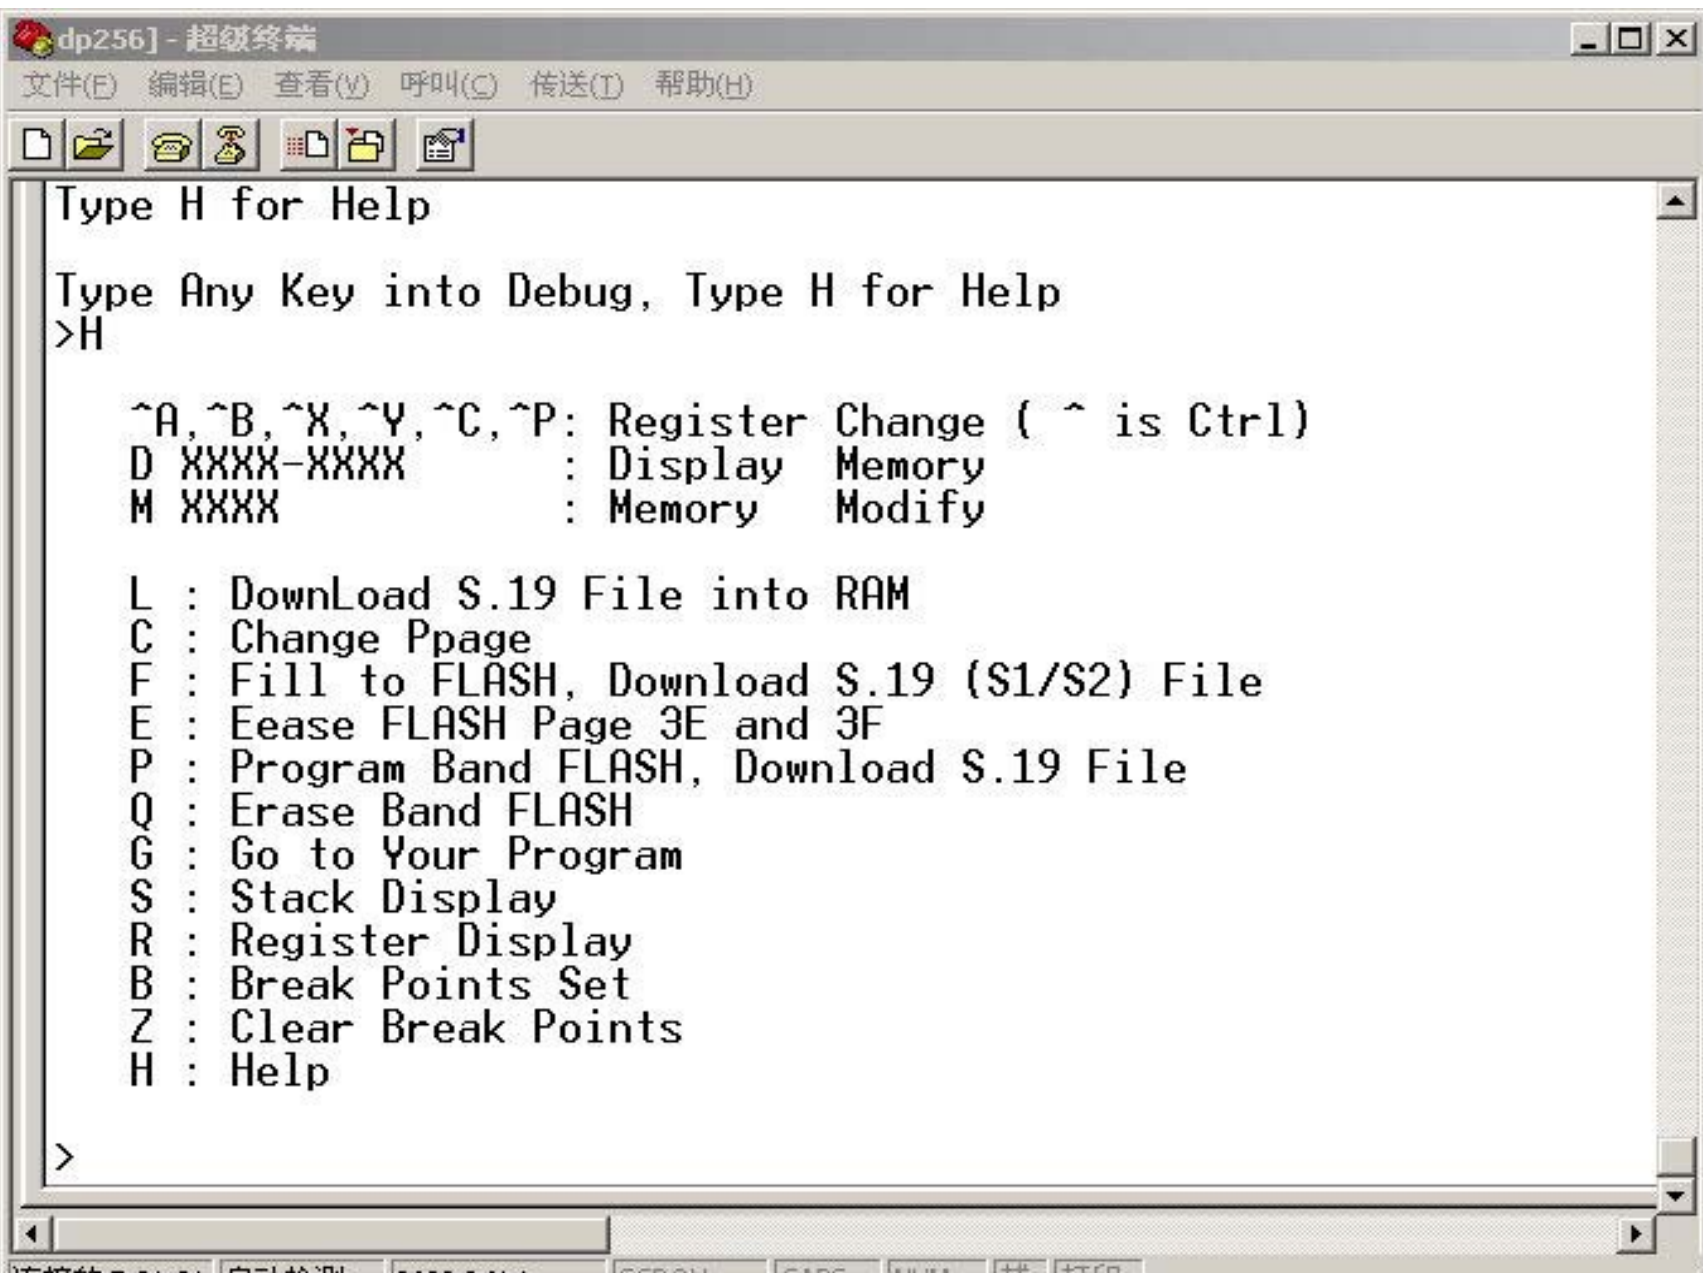 dp256] - 超级终端
文件(F) 编辑(E) 查看(V) 呼叫(C) 传送(T) 帮助(H)
Type H for Help
Type Any Key into Debug, Type H for Help
>H
^A,^B,^X,^Y,^C,^P: Register Change ( ^ is Ctrl)
D XXXX-XXXX : Display Memory
M XXXX : Memory Modify
L : DownLoad S.19 File into RAM
C : Change Ppage
F : Fill to FLASH, Download S.19 (S1/S2) File
E : Eease FLASH Page 3E and 3F
P : Program Band FLASH, Download S.19 File
Q : Erase Band FLASH
G : Go to Your Program
S : Stack Display
R : Register Display
B : Break Points Set
Z : Clear Break Points
H : Help
>